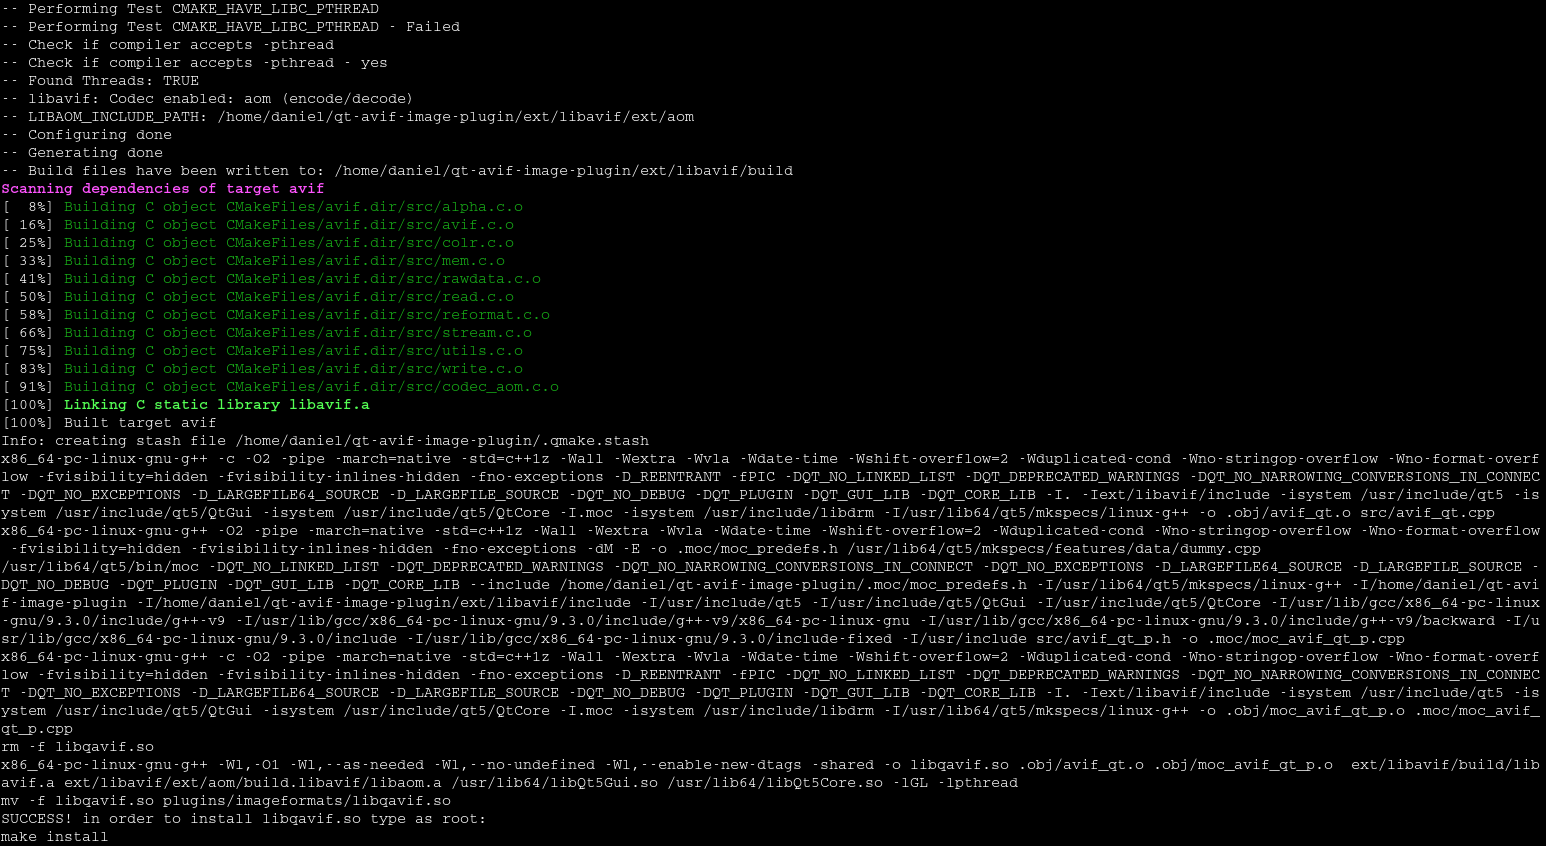 -- Performing Test CMAKE_HAVE_LIBC_PTHREAD
-- Performing Test CMAKE_HAVE_LIBC_PTHREAD - Failed
-- Check if compiler accepts -pthread
-- Check if compiler accepts -pthread - yes
-- Found Threads: TRUE
-- libavif: Codec enabled: aom (encode/decode)
-- LIBAOM_INCLUDE_PATH: /home/daniel/qt-avif-image-plugin/ext/libavif/ext/aom
-- Configuring done
-- Generating done
-- Build files have been written to: /home/daniel/qt-avif-image-plugin/ext/libavif/build
Scanning dependencies of target avif
[  8%] Building C object CMakeFiles/avif.dir/src/alpha.c.o
[ 16%] Building C object CMakeFiles/avif.dir/src/avif.c.o
[ 25%] Building C object CMakeFiles/avif.dir/src/colr.c.o
[ 33%] Building C object CMakeFiles/avif.dir/src/mem.c.o
[ 41%] Building C object CMakeFiles/avif.dir/src/rawdata.c.o
[ 50%] Building C object CMakeFiles/avif.dir/src/read.c.o
[ 58%] Building C object CMakeFiles/avif.dir/src/reformat.c.o
[ 66%] Building C object CMakeFiles/avif.dir/src/stream.c.o
[ 75%] Building C object CMakeFiles/avif.dir/src/utils.c.o
[ 83%] Building C object CMakeFiles/avif.dir/src/write.c.o
[ 91%] Building C object CMakeFiles/avif.dir/src/codec_aom.c.o
[100%] Linking C static library libavif.a
[100%] Built target avif
Info: creating stash file /home/daniel/qt-avif-image-plugin/.qmake.stash
x86_64-pc-linux-gnu-g++ -c -O2 -pipe -march=native -std=c++1z -Wall -Wextra -Wvla -Wdate-time -Wshift-overflow=2 -Wduplicated-cond -Wno-stringop-overflow -Wno-format-overf
low -fvisibility=hidden -fvisibility-inlines-hidden -fno-exceptions -D_REENTRANT -fPIC -DQT_NO_LINKED_LIST -DQT_DEPRECATED_WARNINGS -DQT_NO_NARROWING_CONVERSIONS_IN_CONNEC
T -DQT_NO_EXCEPTIONS -D_LARGEFILE64_SOURCE -D_LARGEFILE_SOURCE -DQT_NO_DEBUG -DQT_PLUGIN -DQT_GUI_LIB -DQT_CORE_LIB -I. -Iext/libavif/include -isystem /usr/include/qt5 -is
ystem /usr/include/qt5/QtGui -isystem /usr/include/qt5/QtCore -I.moc -isystem /usr/include/libdrm -I/usr/lib64/qt5/mkspecs/linux-g++ -o .obj/avif_qt.o src/avif_qt.cpp
x86_64-pc-linux-gnu-g++ -O2 -pipe -march=native -std=c++1z -Wall -Wextra -Wvla -Wdate-time -Wshift-overflow=2 -Wduplicated-cond -Wno-stringop-overflow -Wno-format-overflow
 -fvisibility=hidden -fvisibility-inlines-hidden -fno-exceptions -dM -E -o .moc/moc_predefs.h /usr/lib64/qt5/mkspecs/features/data/dummy.cpp
/usr/lib64/qt5/bin/moc -DQT_NO_LINKED_LIST -DQT_DEPRECATED_WARNINGS -DQT_NO_NARROWING_CONVERSIONS_IN_CONNECT -DQT_NO_EXCEPTIONS -D_LARGEFILE64_SOURCE -D_LARGEFILE_SOURCE -
DQT_NO_DEBUG -DQT_PLUGIN -DQT_GUI_LIB -DQT_CORE_LIB --include /home/daniel/qt-avif-image-plugin/.moc/moc_predefs.h -I/usr/lib64/qt5/mkspecs/linux-g++ -I/home/daniel/qt-avi
f-image-plugin -I/home/daniel/qt-avif-image-plugin/ext/libavif/include -I/usr/include/qt5 -I/usr/include/qt5/QtGui -I/usr/include/qt5/QtCore -I/usr/lib/gcc/x86_64-pc-linux
-gnu/9.3.0/include/g++-v9 -I/usr/lib/gcc/x86_64-pc-linux-gnu/9.3.0/include/g++-v9/x86_64-pc-linux-gnu -I/usr/lib/gcc/x86_64-pc-linux-gnu/9.3.0/include/g++-v9/backward -I/u
sr/lib/gcc/x86_64-pc-linux-gnu/9.3.0/include -I/usr/lib/gcc/x86_64-pc-linux-gnu/9.3.0/include-fixed -I/usr/include src/avif_qt_p.h -o .moc/moc_avif_qt_p.cpp
x86_64-pc-linux-gnu-g++ -c -O2 -pipe -march=native -std=c++1z -Wall -Wextra -Wvla -Wdate-time -Wshift-overflow=2 -Wduplicated-cond -Wno-stringop-overflow -Wno-format-overf
low -fvisibility=hidden -fvisibility-inlines-hidden -fno-exceptions -D_REENTRANT -fPIC -DQT_NO_LINKED_LIST -DQT_DEPRECATED_WARNINGS -DQT_NO_NARROWING_CONVERSIONS_IN_CONNEC
T -DQT_NO_EXCEPTIONS -D_LARGEFILE64_SOURCE -D_LARGEFILE_SOURCE -DQT_NO_DEBUG -DQT_PLUGIN -DQT_GUI_LIB -DQT_CORE_LIB -I. -Iext/libavif/include -isystem /usr/include/qt5 -is
ystem /usr/include/qt5/QtGui -isystem /usr/include/qt5/QtCore -I.moc -isystem /usr/include/libdrm -I/usr/lib64/qt5/mkspecs/linux-g++ -o .obj/moc_avif_qt_p.o .moc/moc_avif_
qt_p.cpp
rm -f libqavif.so
x86_64-pc-linux-gnu-g++ -Wl,-O1 -Wl,--as-needed -Wl,--no-undefined -Wl,--enable-new-dtags -shared -o libqavif.so .obj/avif_qt.o .obj/moc_avif_qt_p.o  ext/libavif/build/lib
avif.a ext/libavif/ext/aom/build.libavif/libaom.a /usr/lib64/libQt5Gui.so /usr/lib64/libQt5Core.so -lGL -lpthread
mv -f libqavif.so plugins/imageformats/libqavif.so
SUCCESS! in order to install libqavif.so type as root:
make install